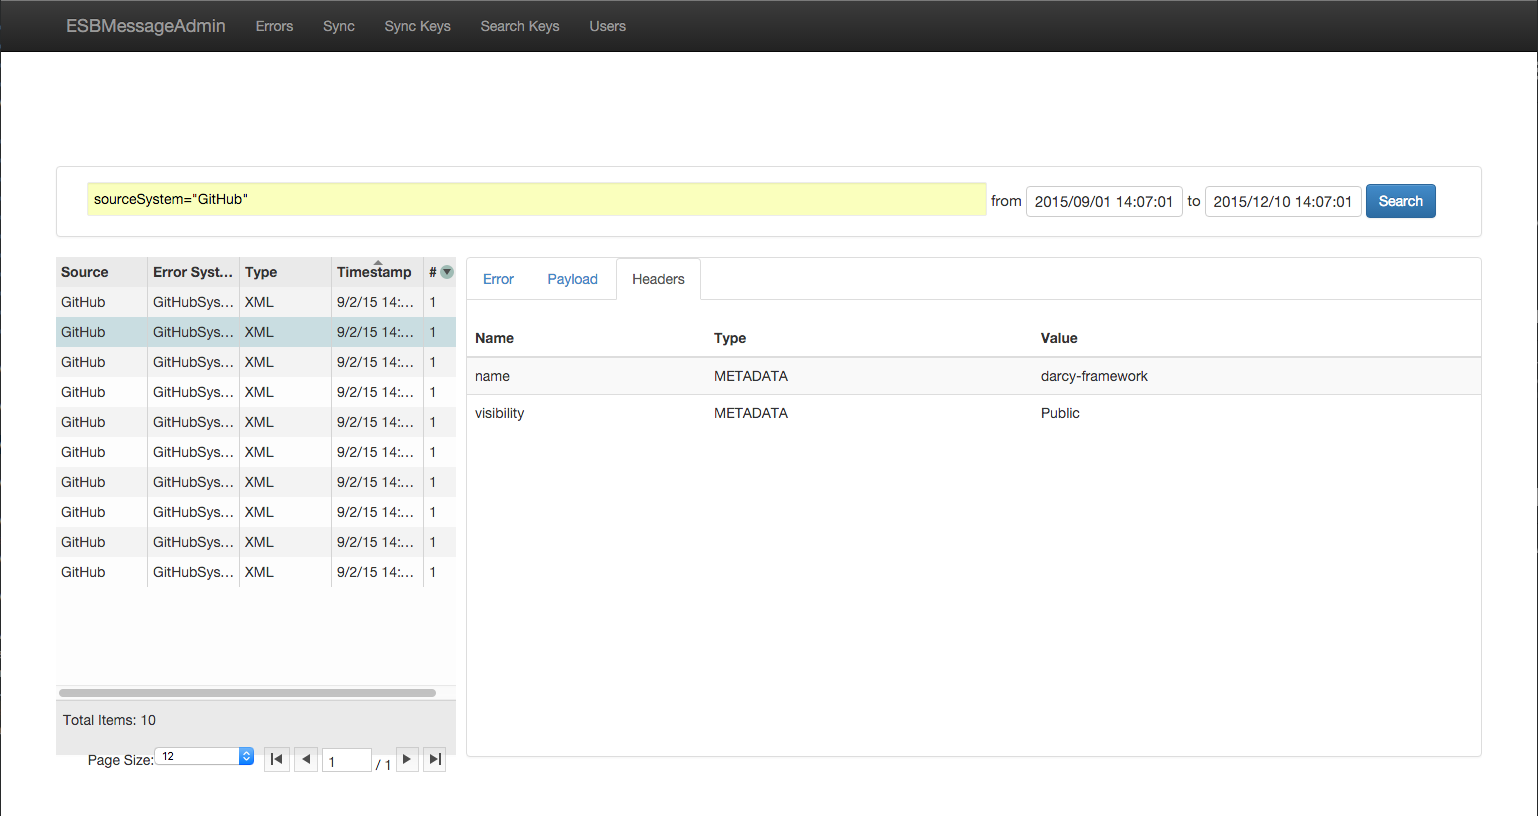 ESBMessageAdmin Errors Sync Sync Keys Search Keys Users
sourceSystem="GitHub" from 2015/09/01 14:07:01 to 2015/12/10 14:07:01 Search
Source Error Syst... Type Timestamp #
GitHub GitHubSys... XML 9/2/15 14:... 1
GitHub GitHubSys... XML 9/2/15 14:... 1
GitHub GitHubSys... XML 9/2/15 14:... 1
GitHub GitHubSys... XML 9/2/15 14:... 1
GitHub GitHubSys... XML 9/2/15 14:... 1
GitHub GitHubSys... XML 9/2/15 14:... 1
GitHub GitHubSys... XML 9/2/15 14:... 1
GitHub GitHubSys... XML 9/2/15 14:... 1
GitHub GitHubSys... XML 9/2/15 14:... 1
GitHub GitHubSys... XML 9/2/15 14:... 1
Total Items: 10
Page Size: 12 1 / 1
Error Payload Headers
Name Type Value
name METADATA darcy-framework
visibility METADATA Public